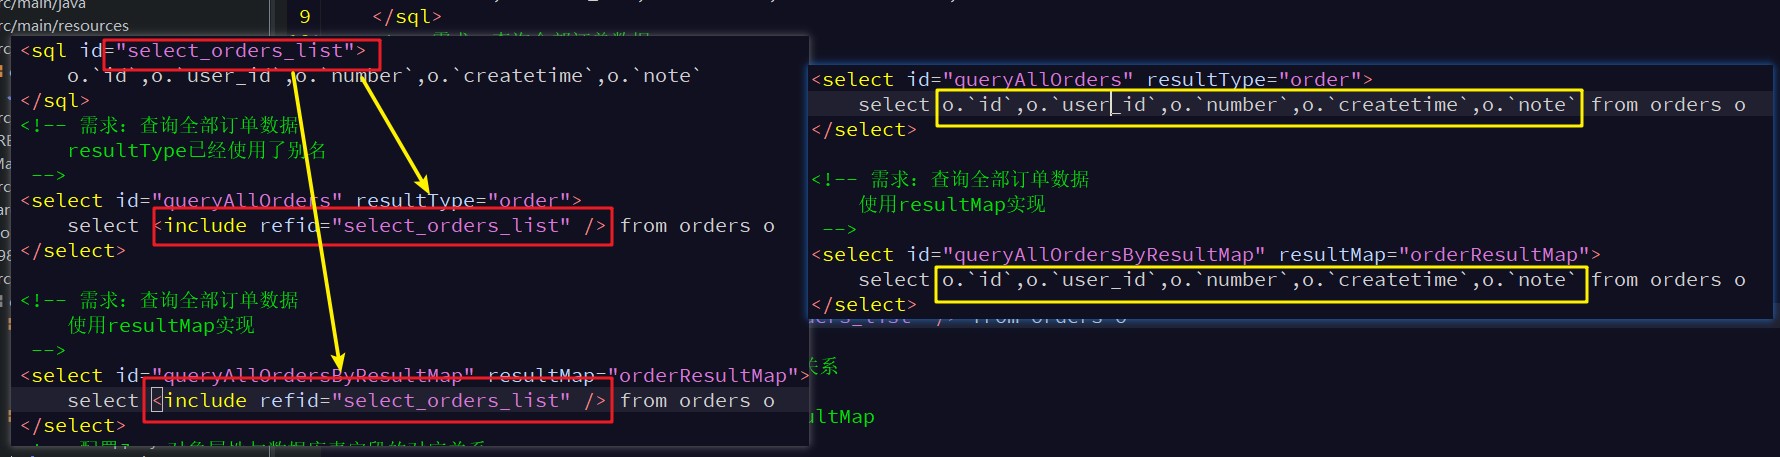 rc/main/java
rc/main/resources
9 </sql>
<sql id="select_orders_list">
o.`id`,o.`user_id`,o.`number`,o.`createtime`,o.`note`
</sql>
<!-- 需求：查询全部订单数据
resultType已经使用了别名
-->
<select id="queryAllOrders" resultType="order">
select <include refid="select_orders_list" /> from orders o
</select>
<!-- 需求：查询全部订单数据
使用resultMap实现
-->
<select id="queryAllOrdersByResultMap" resultMap="orderResultMap">
select <include refid="select_orders_list" /> from orders o
</select>
<select id="queryAllOrders" resultType="order">
select o.`id`,o.`user_id`,o.`number`,o.`createtime`,o.`note` from orders o
</select>
<!-- 需求：查询全部订单数据
使用resultMap实现
-->
<select id="queryAllOrdersByResultMap" resultMap="orderResultMap">
select o.`id`,o.`user_id`,o.`number`,o.`createtime`,o.`note` from orders o
</select>
ders_list" /> from orders o
关系
ultMap